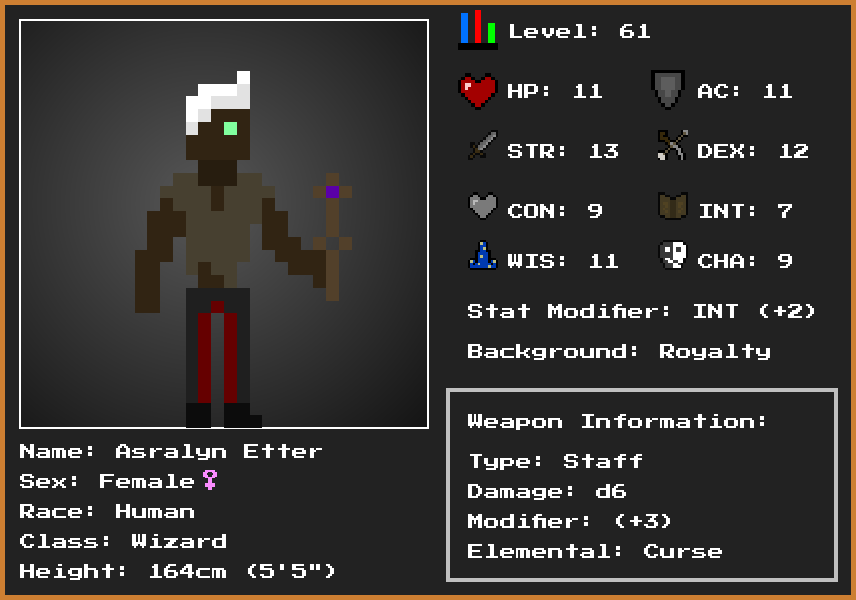 Level: 61
HP: 11
AC: 11
STR: 13
DEX: 12
CON: 9
INT: 7
WIS: 11
CHA: 9
Stat Modifier: INT (+2)
Background: Royalty
Weapon Information:
Type: Staff
Damage: d6
Modifier: (+3)
Elemental: Curse
Name: Asralyn Etter
Sex: Female♀
Race: Human
Class: Wizard
Height: 164cm (5'5")